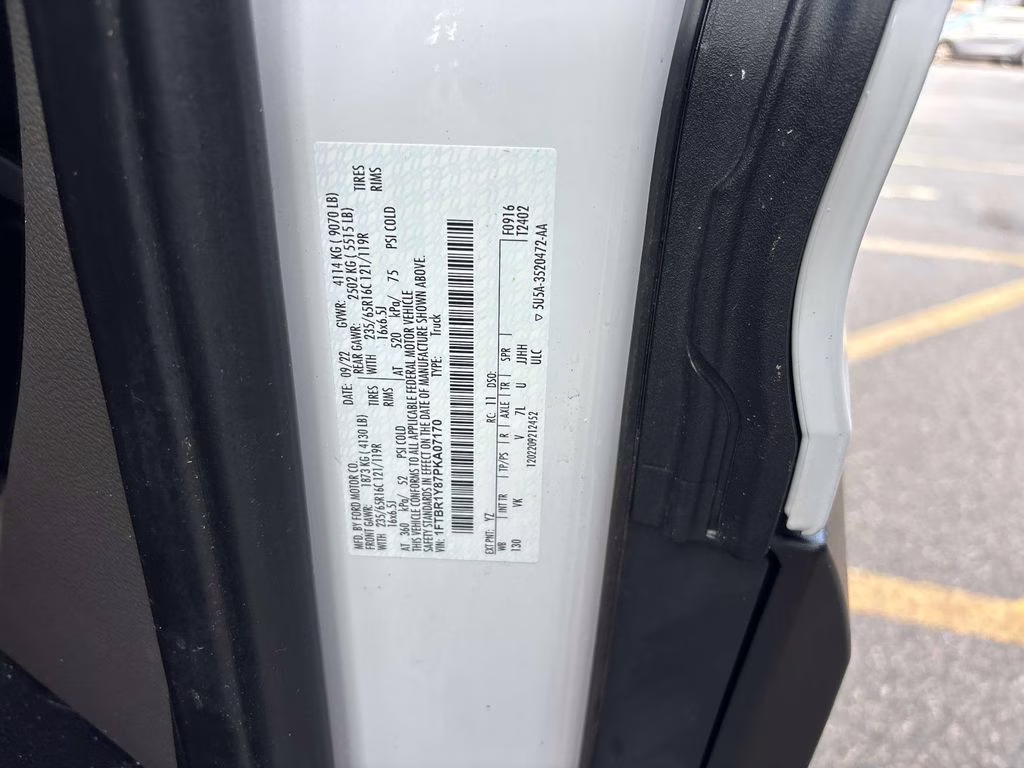 MFD. BY FORD MOTOR CO. DATE: 09/22 GVWR: 4114 KG ( 9070 LB)
FRONT GAWR: 1873 KG ( 4130 LB) REAR GAWR: 2502 KG ( 5515 LB)
WITH 235/65R16C 121/119R TIRES WITH 235/65R16C 121/119R TIRES
16x6.5J RIMS 16x6.5J RIMS
AT 360 kPa/ 52 PSI COLD AT 520 kPa/ 75 PSI COLD
THIS VEHICLE CONFORMS TO ALL APPLICABLE FEDERAL MOTOR VEHICLE
SAFETY STANDARDS IN EFFECT ON THE DATE OF MANUFACTURE SHOWN ABOVE.
VIN: 1FTBR1Y87PKA07170 TYPE: Truck
EXT PNT: YZ RC: 11 DSO: F0916
WB INT TR TP/PS R AXLE TR SPR T2402
130 VK V 7L U JJHH
1202209212452 ULC 5U5A-3520472-AA